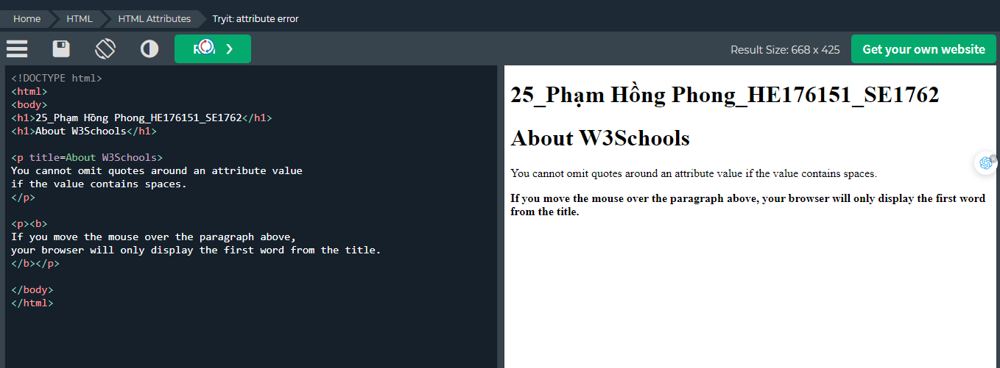 Home HTML HTML Attributes Tryit: attribute error
Result Size: 668 x 425 Get your own website
<!DOCTYPE html>
<html>
<body>
<h1>25_Phạm Hồng Phong_HE176151_SE1762</h1>
<h1>About W3Schools</h1>
<p title=About W3Schools>
You cannot omit quotes around an attribute value
if the value contains spaces.
</p>
<p><b>
If you move the mouse over the paragraph above,
your browser will only display the first word from the title.
</b></p>
</body>
</html>
25_Phạm Hồng Phong_HE176151_SE1762
About W3Schools
You cannot omit quotes around an attribute value if the value contains spaces.
If you move the mouse over the paragraph above, your browser will only display the first word
from the title.